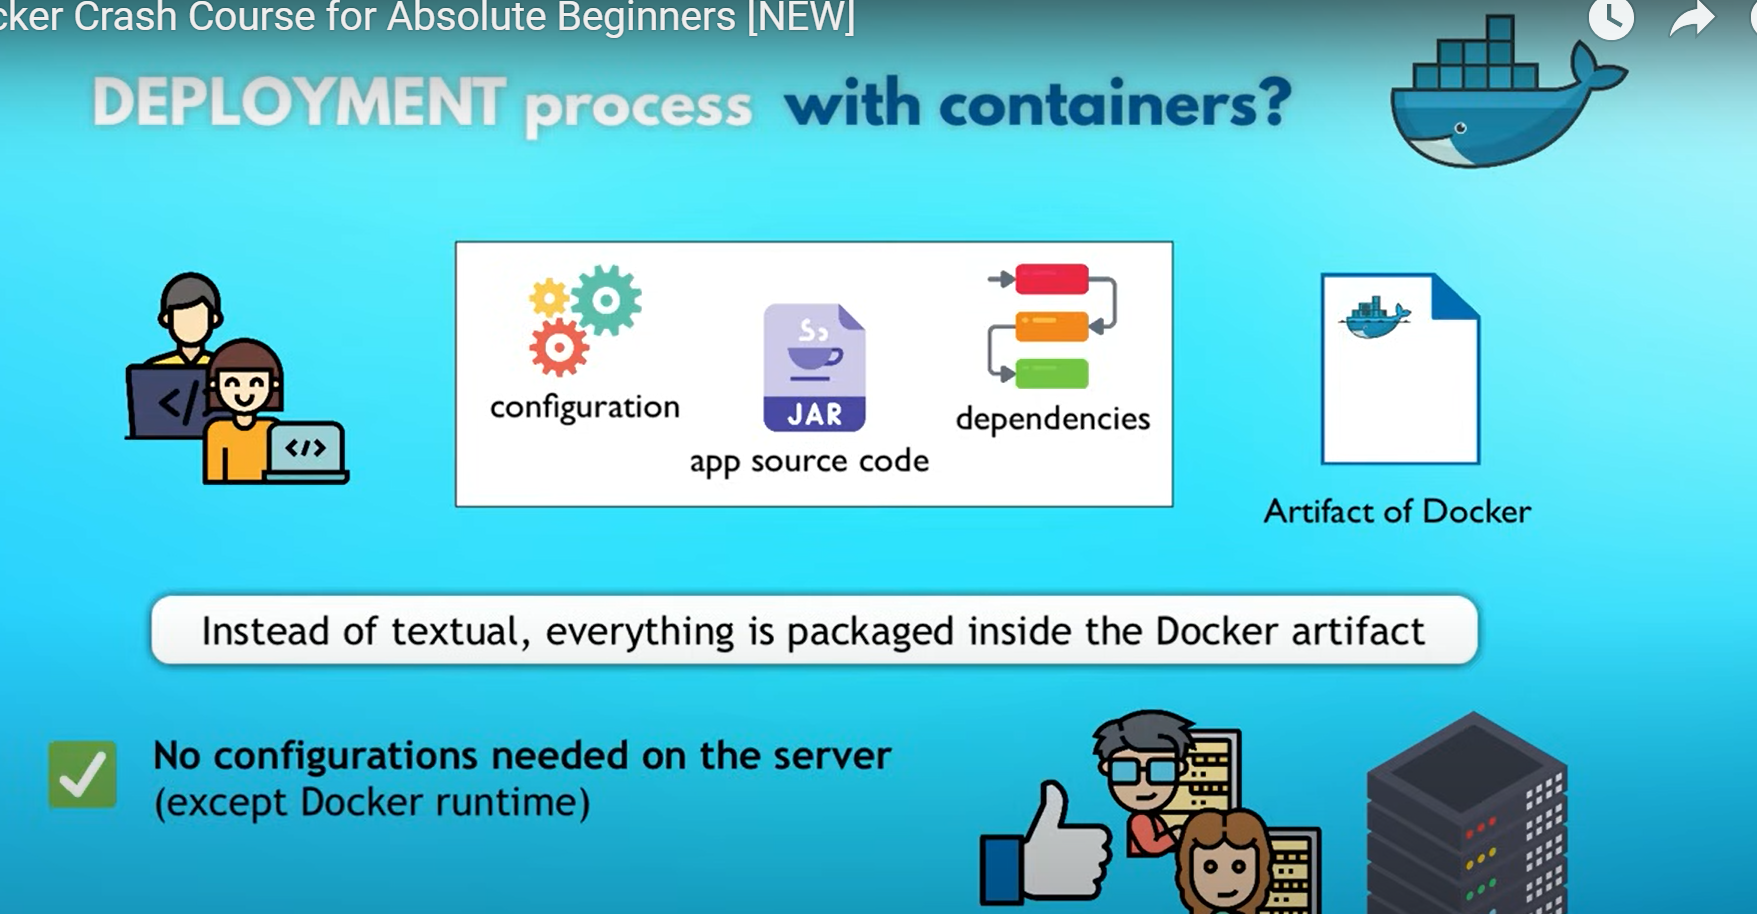 cker Crash Course for Absolute Beginners [NEW]
DEPLOYMENT process with containers?
configuration
JAR
app source code
dependencies
</>
</>
Artifact of Docker
Instead of textual, everything is packaged inside the Docker artifact
No configurations needed on the server
(except Docker runtime)